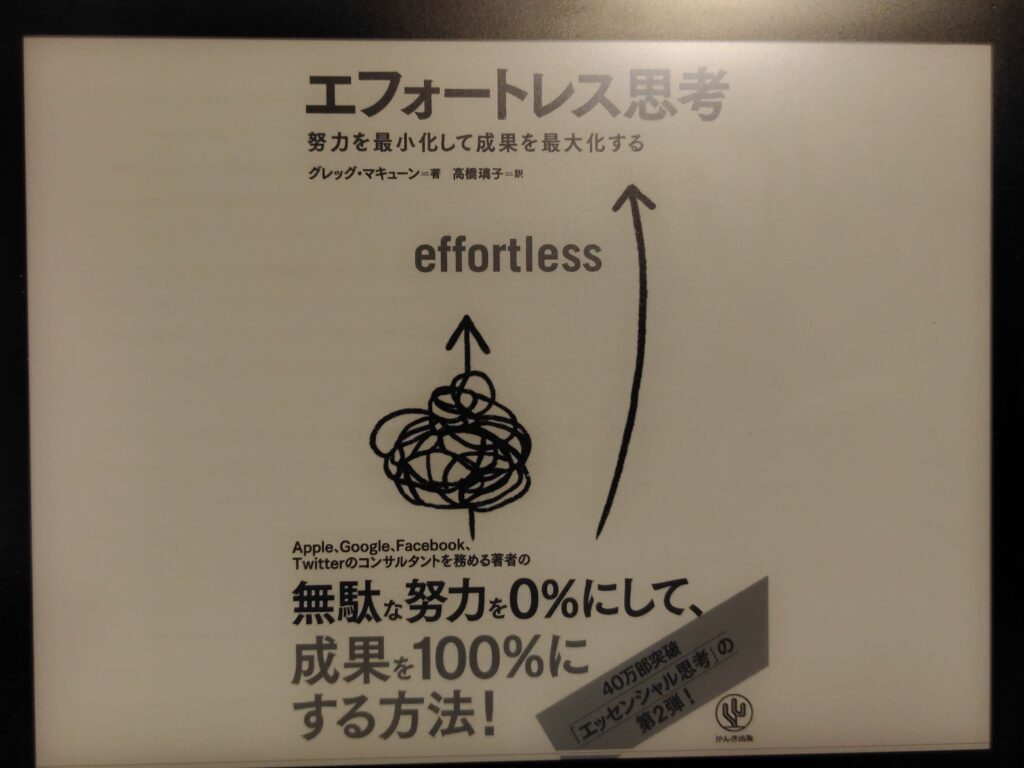 エフォートレス思考
努力を最小化して成果を最大化する
グレッグ・マキューン=著 高橋璃子=訳
effortless
Apple、Google、Facebook、
Twitterのコンサルタントを務める著者の
無駄な努力を0%にして、
成果を100%に
する方法!
40万部突破
「エッセンシャル思考」の
第2弾!
かんき出版